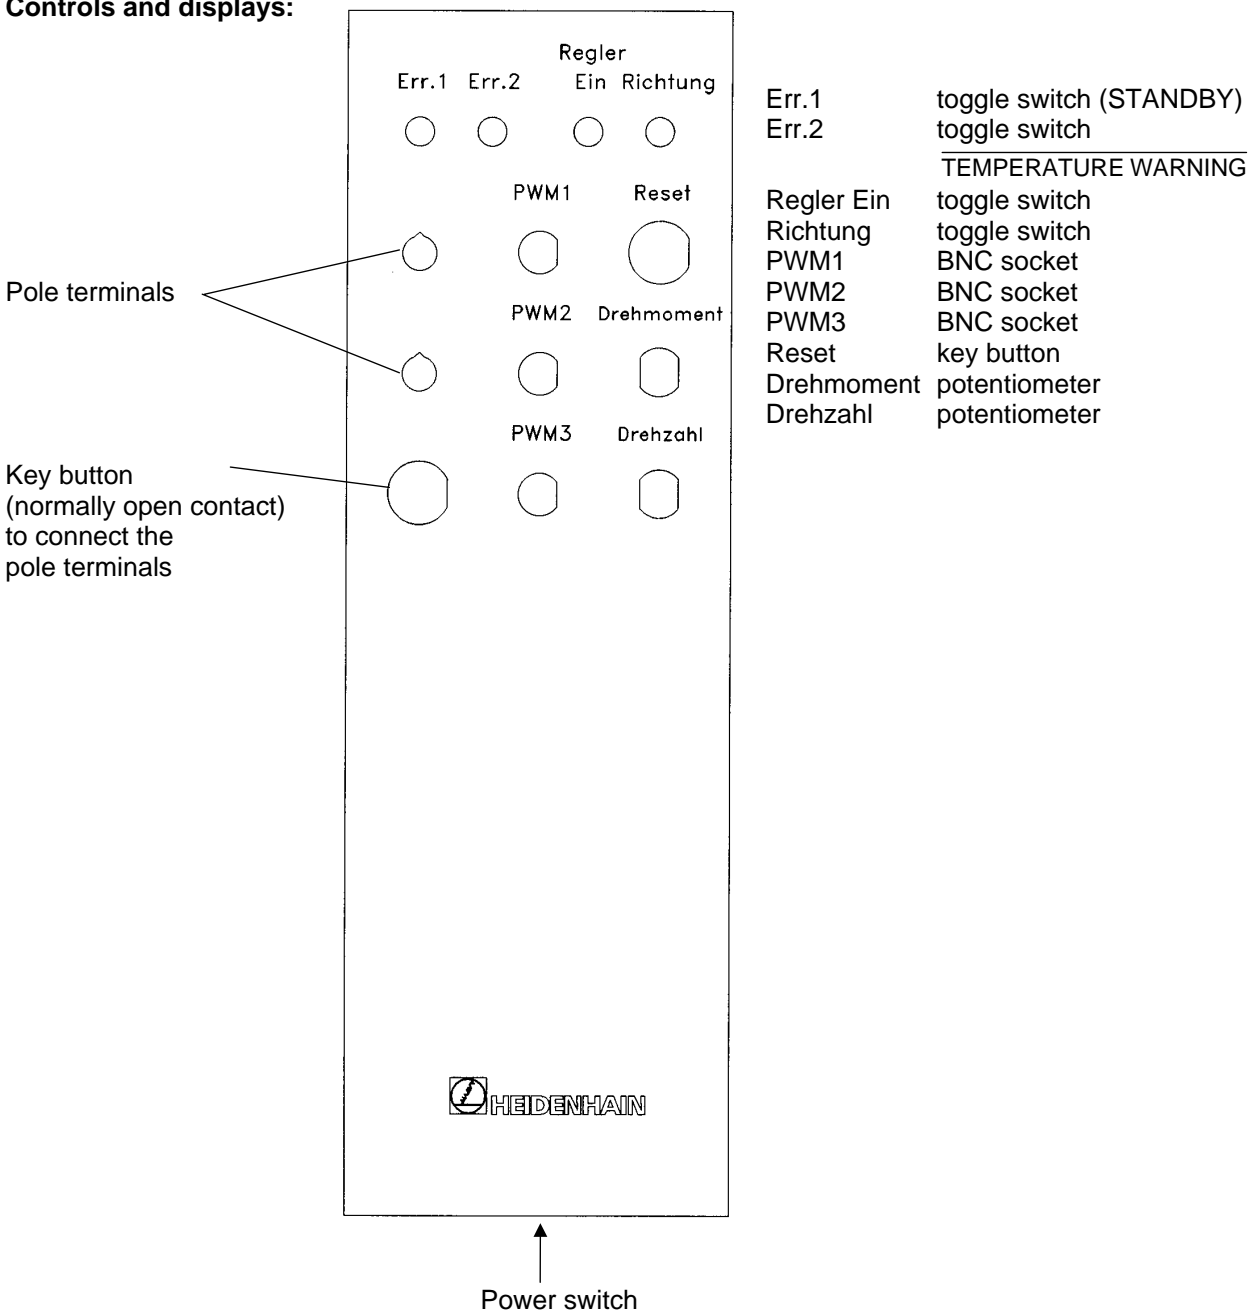 Controls and displays:
Regler
Err.1 Err.2 Ein Richtung
PWM1 Reset
PWM2 Drehmoment
PWM3 Drehzahl
Pole terminals
Key button
(normally open contact)
to connect the
pole terminals
HEIDENHAIN
Power switch
Err.1 toggle switch (STANDBY)
Err.2 toggle switch
TEMPERATURE WARNING
Regler Ein toggle switch
Richtung toggle switch
PWM1 BNC socket
PWM2 BNC socket
PWM3 BNC socket
Reset key button
Drehmoment potentiometer
Drehzahl potentiometer